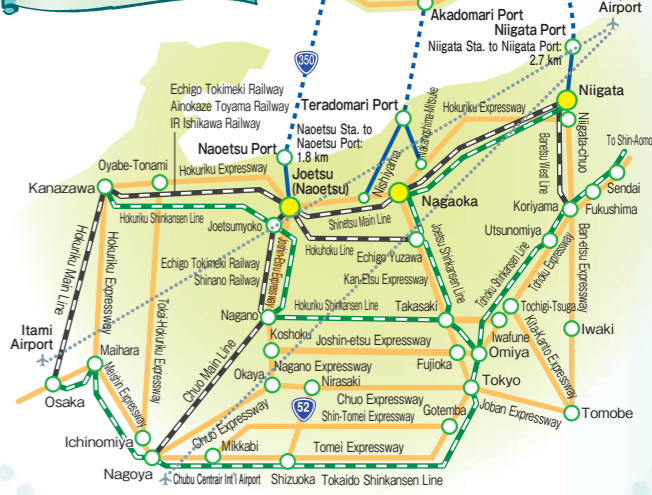 Airport
Akadomari Port
Niigata Port
Niigata Sta. to Niigata Port:
2.7 km
350
Echigo Tokimeki Railway
Ainokaze Toyama Railway
IR Ishikawa Railway
Teradomari Port
Hokuriku Expressway
Niigata
Nakanoshima-Mitsuke
Naoetsu Sta. to
Naoetsu Port:
1.8 km
Naoetsu Port
Niigata-chuo
Banetsu West Line
To Shin-Aomo
Oyabe-Tonami
Hokuriku Expressway
Nishiyama
Kanazawa
Joetsu
(Naoetsu)
Nagaoka
Sendai
Koriyama
Fukushima
Hokuriku Shinkansen Line
Joetsumyoko
Shinetsu Main Line
Utsunomiya
Hokuhoku Line
Echigo Yuzawa
Hokuriku Main Line
Hokuriku Expressway
Tokai-Hokuriku Expressway
Echigo Tokimeki Railway
Shinano Railway
Joshin-Etsu Expressway
Kan-Etsu Expressway
Joetsu Shinkansen Line
Tohoku Shinkansen Line
Tohoku Expressway
Ban-etsu Expressway
Hokuriku Shinkansen Line
Nagano
Takasaki
Tochigi-Tsuga
Itami
Airport
Koshoku
Joshin-etsu Expressway
Iwafune
Kita-Kanto Expressway
Iwaki
Maihara
Chuo Main Line
Nagano Expressway
Fujioka
Omiya
Okaya
Nirasaki
Tokyo
Osaka
Meishin Expressway
Chuo Expressway
Chuo Expressway
52
Shin-Tomei Expressway
Gotemba
Joban Expressway
Tomobe
Ichinomiya
Mikkabi
Tomei Expressway
Nagoya
Chubu Centrair Int'l Airport
Shizuoka
Tokaido Shinkansen Line